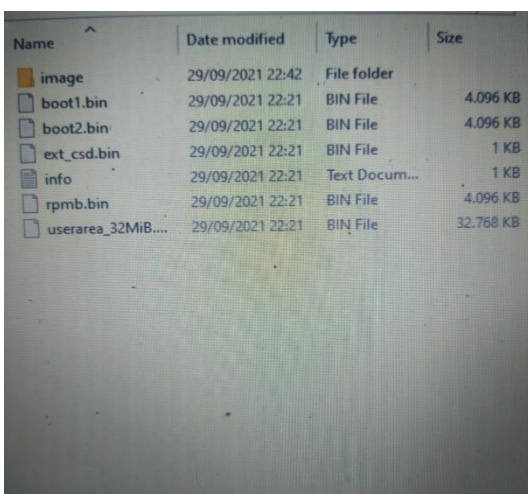 Name Date modified Type Size
image 29/09/2021 22:42 File folder
boot1.bin 29/09/2021 22:21 BIN File 4.096 KB
boot2.bin 29/09/2021 22:21 BIN File 4.096 KB
ext_csd.bin 29/09/2021 22:21 BIN File 1 KB
info 29/09/2021 22:21 Text Docum... 1 KB
rpmb.bin 29/09/2021 22:21 BIN File 4.096 KB
userarea_32MiB.... 29/09/2021 22:21 BIN File 32.768 KB